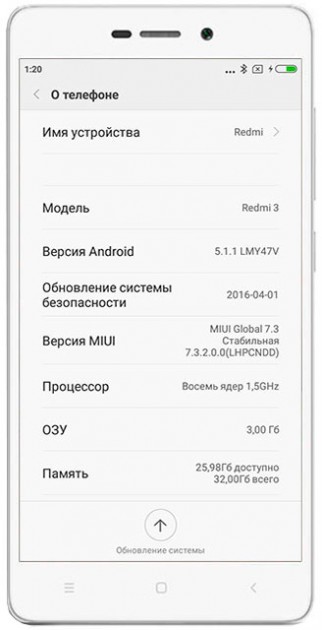 1:20
О телефоне
Имя устройства Redmi
Модель Redmi 3
Версия Android 5.1.1 LMY47V
Обновление системы
безопасности 2016-04-01
Версия MIUI MIUI Global 7.3
Стабильная
7.3.2.0.0(LHPCNDD)
Процессор Восемь ядер 1,5GHz
ОЗУ 3,00 Гб
Память 25,98Гб доступно
32,00Гб всего
Обновление системы